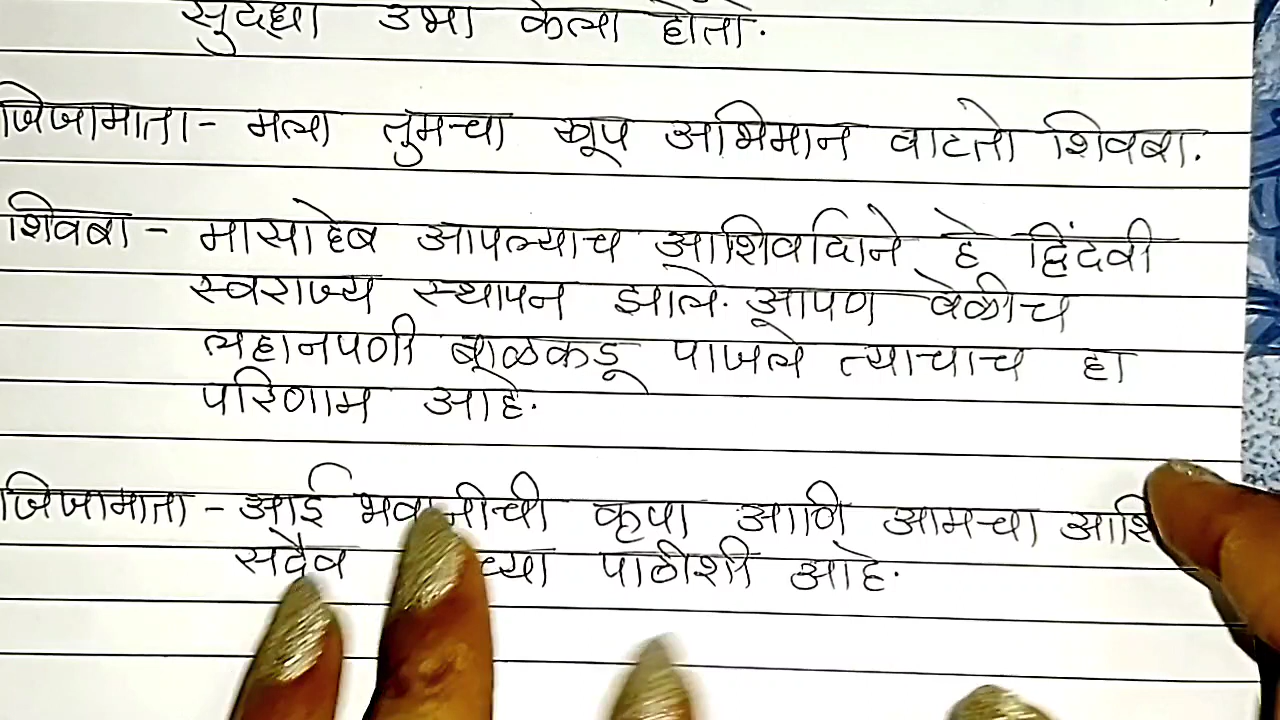 सुद्धा उभा केला होता.
जिजामाता - मला तुमचा खूप अभिमान वाटतो शिवबा.
शिवबा - मासाहेब आपल्याच आशिर्वादाने हे हिंदवी
स्वराज्य स्थापन झाले. आपण वेळीच
लहानपणी बाळकडू पाजले त्याचाच हा
परिणाम आहे.
जिजामाता - आई भवानीची कृपा आणि आमचा
सदैव पाठीशी आहे.